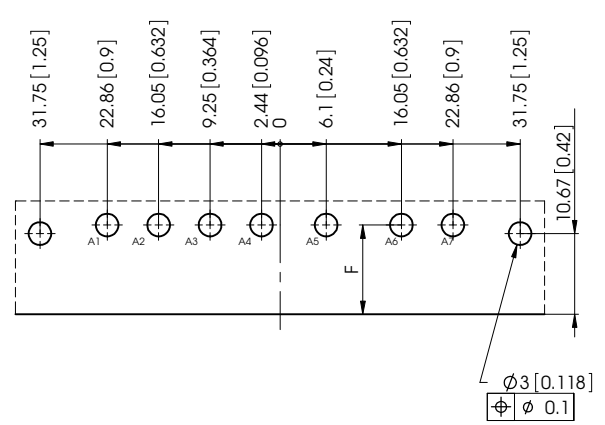 31.75 [1.25]
22.86 [0.9]
16.05 [0.632]
9.25 [0.364]
2.44 [0.096]
0
6.1 [0.24]
16.05 [0.632]
22.86 [0.9]
31.75 [1.25]
10.67 [0.42]
A1
A2
A3
A4
A5
A6
A7
F
Ø3 [0.118]
⌖ ø 0.1